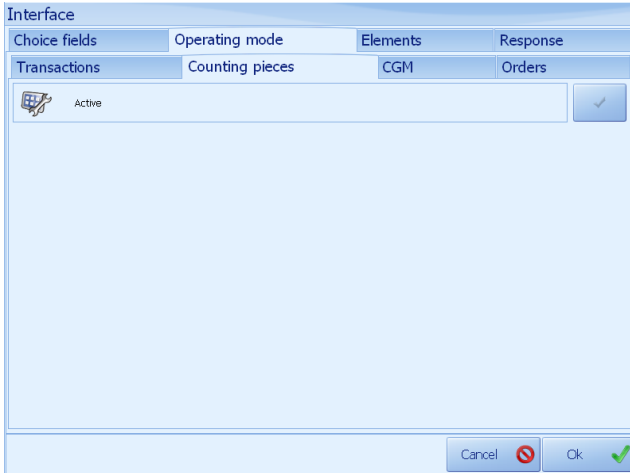 Interface
Choice fields Operating mode Elements Response
Transactions Counting pieces CGM Orders
Active
Cancel Ok